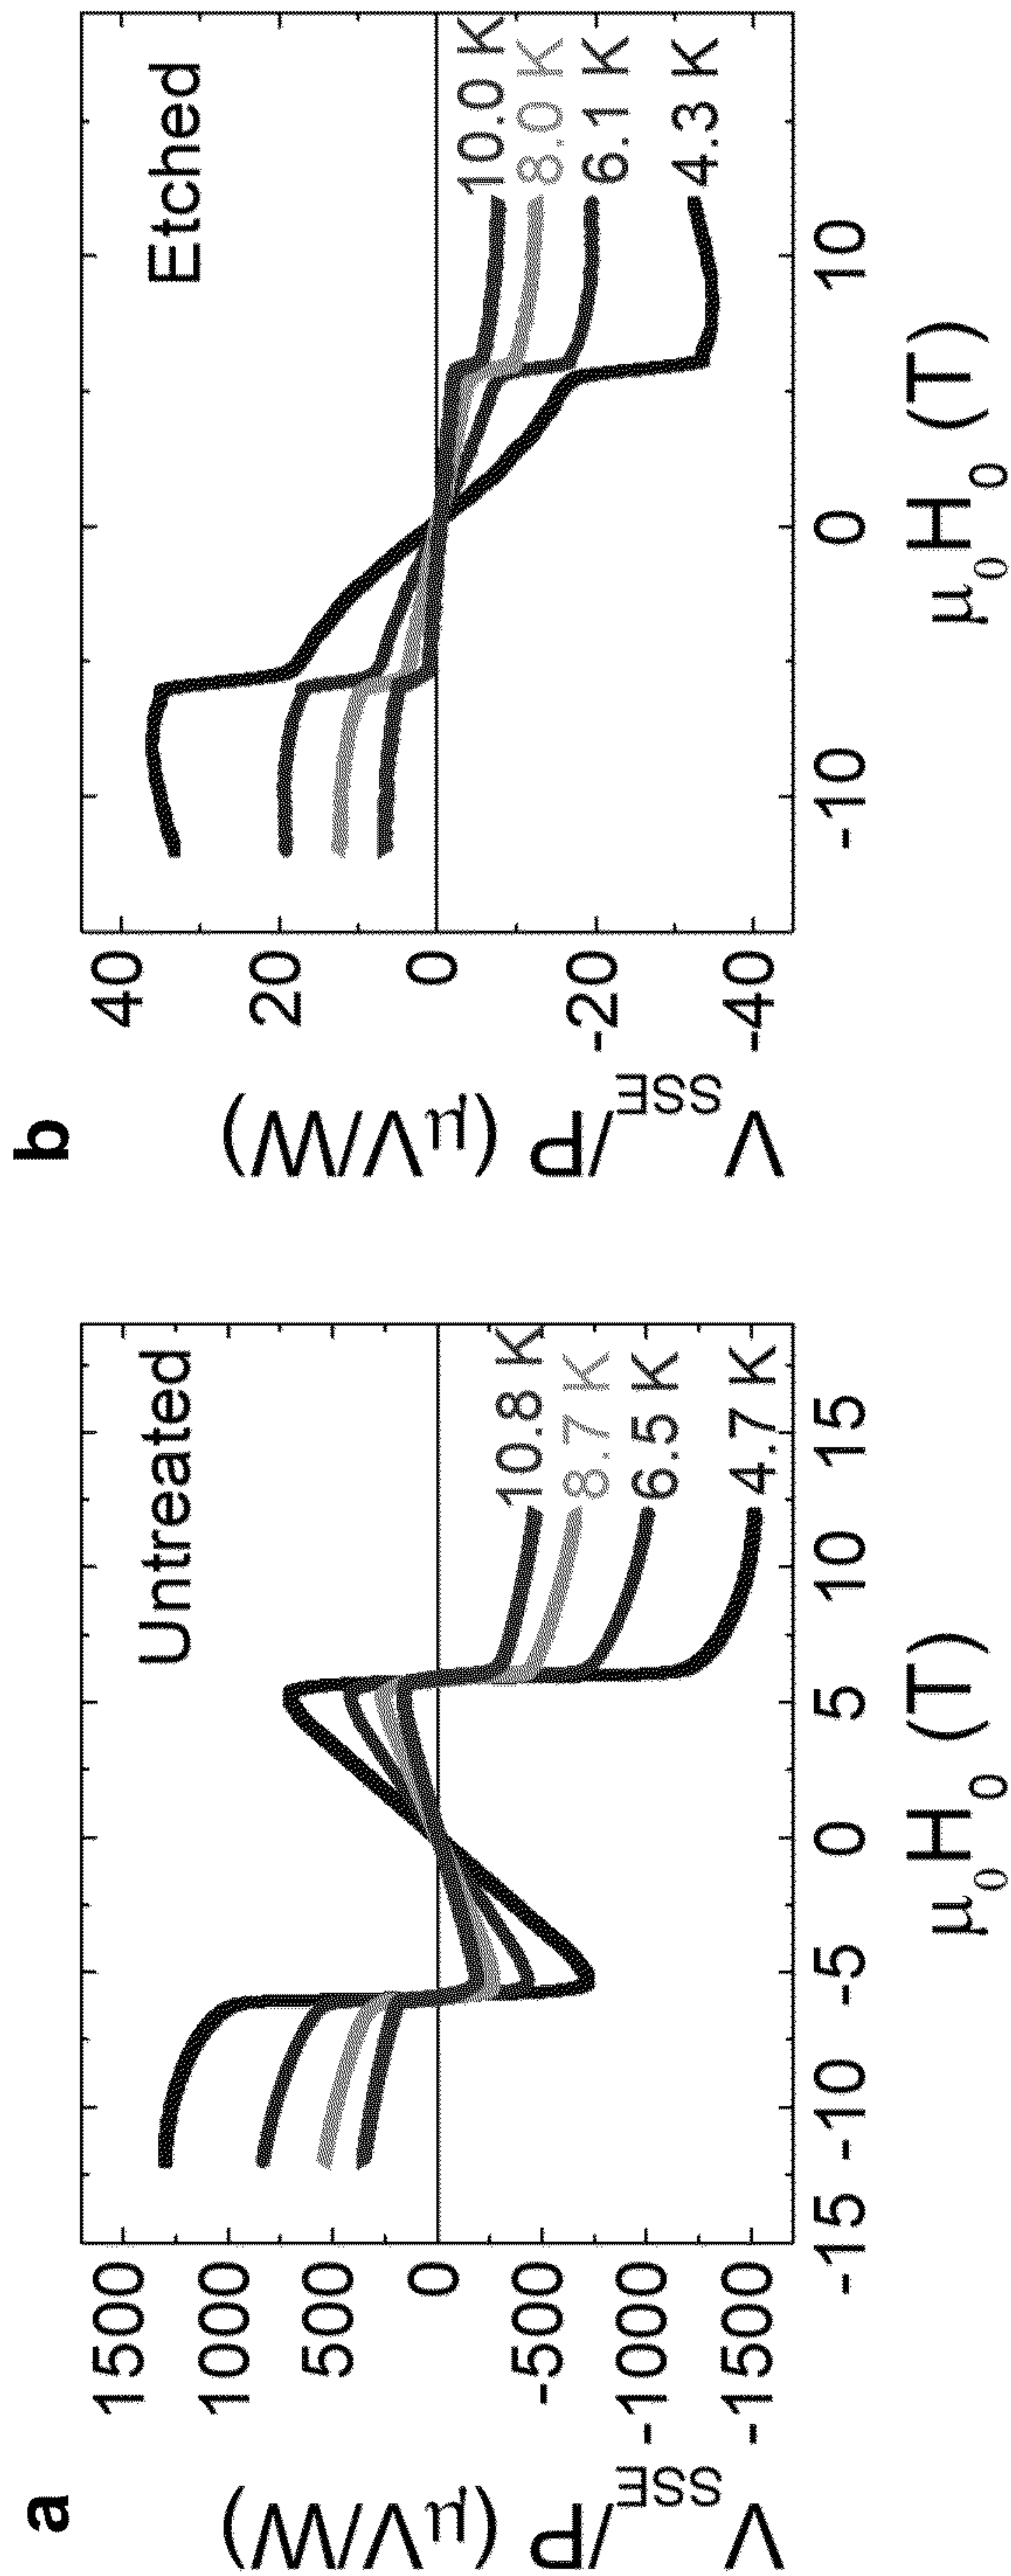 a
Untreated
V_SSE/P (μV/W)
1500
1000
500
0
-500
-1000
-1500
10.8 K
8.7 K
6.5 K
4.7 K
-15 -10 -5 0 5 10 15
μ₀H₀ (T)
b
Etched
V_SSE/P (μV/W)
40
20
0
-20
-40
10.0 K
8.0 K
6.1 K
4.3 K
-10 0 10
μ₀H₀ (T)